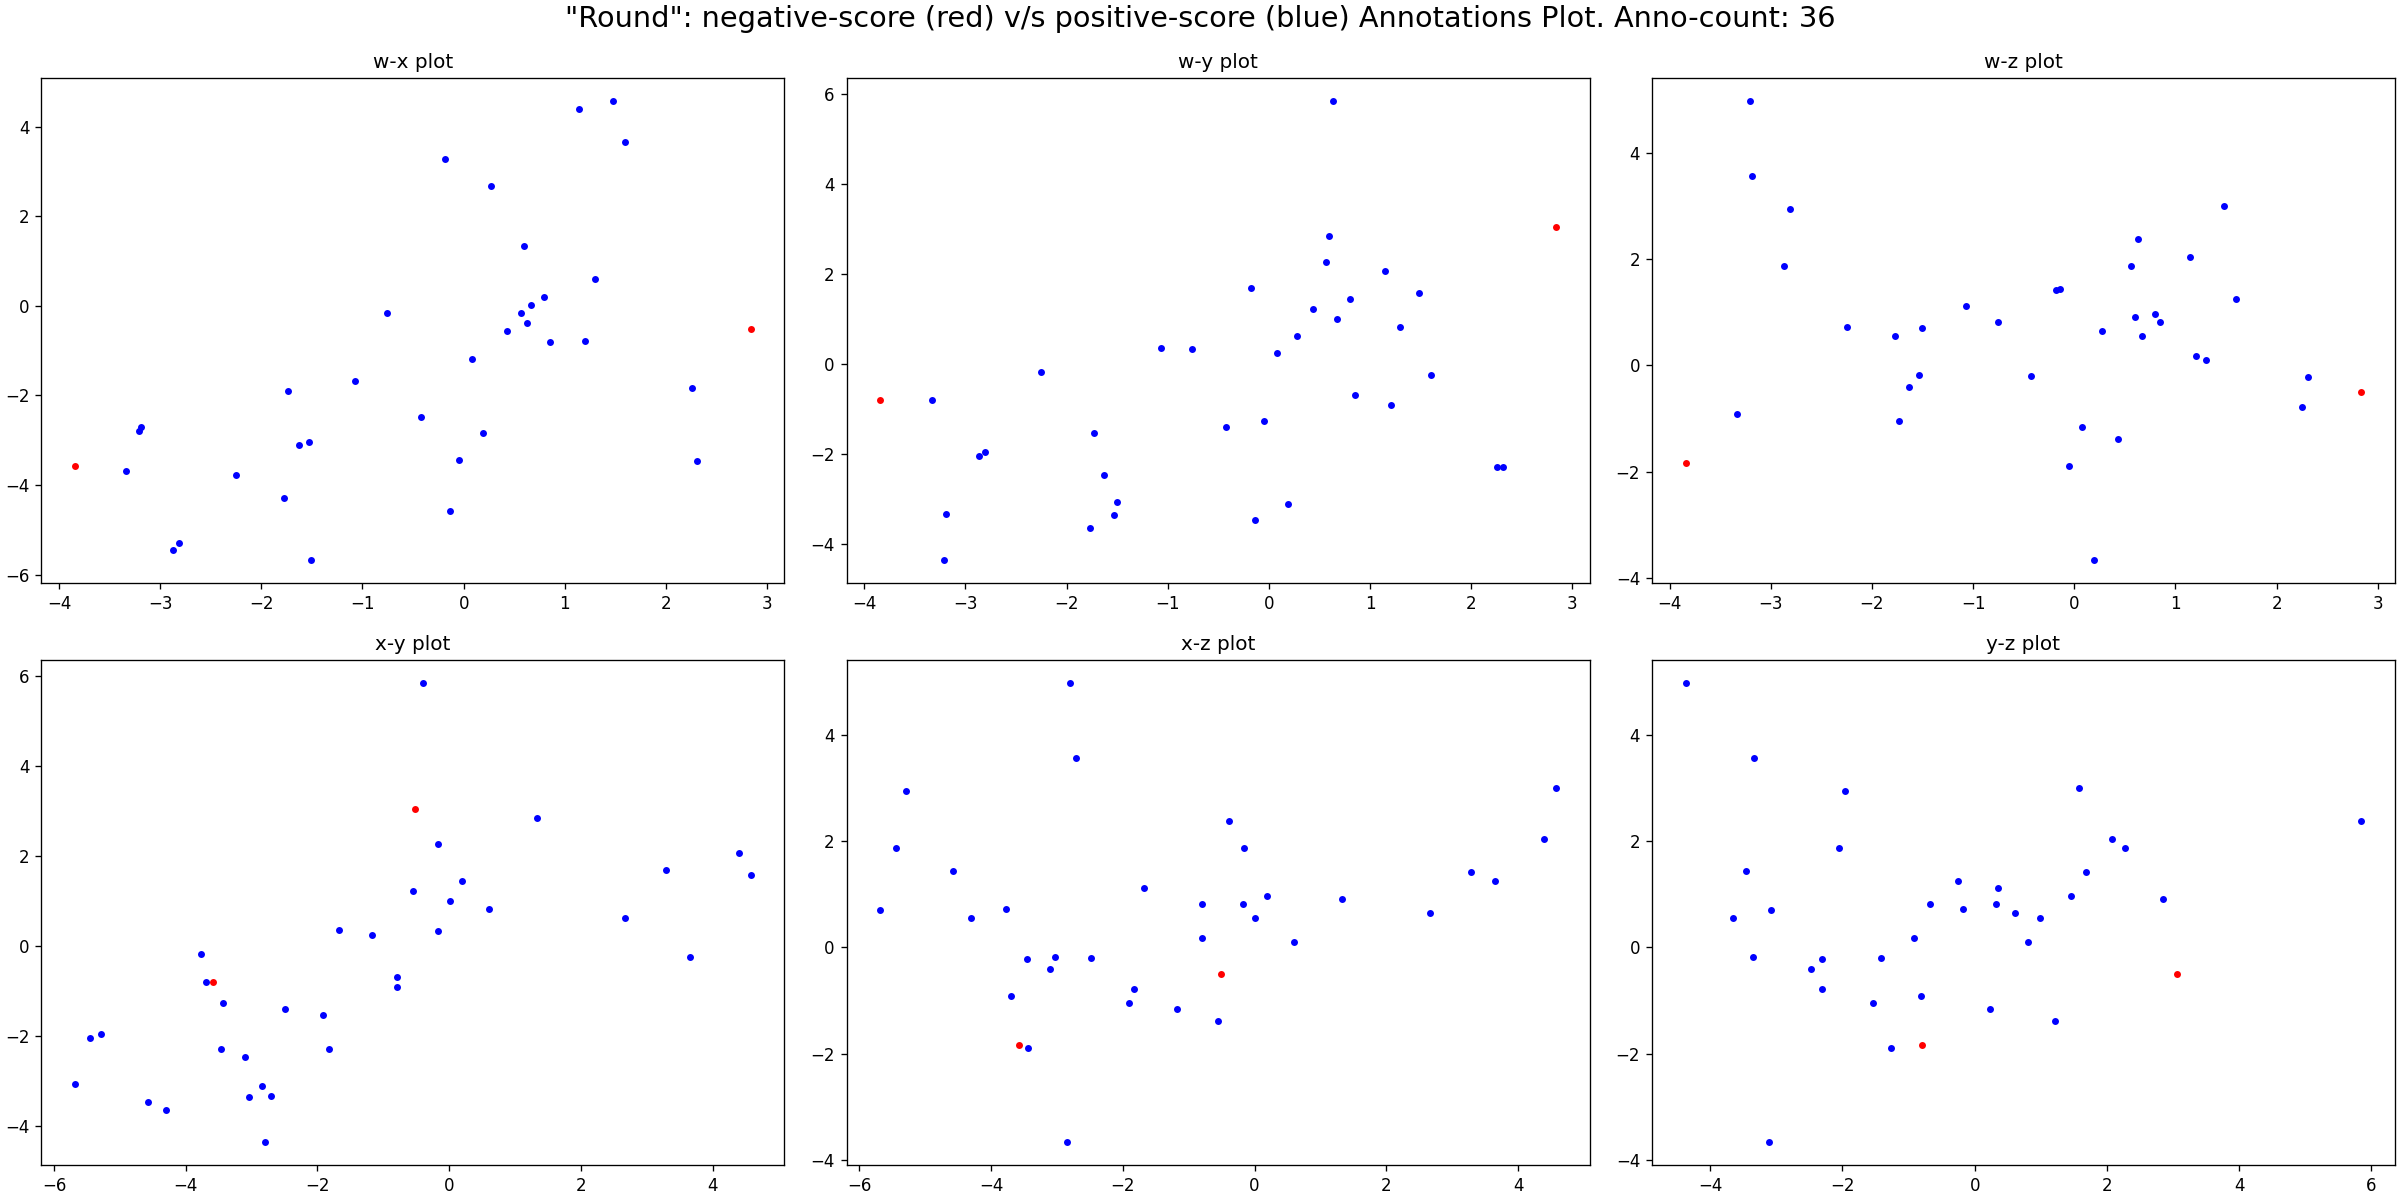 "Round": negative-score (red) v/s positive-score (blue) Annotations Plot. Anno-count: 36
w-x plot
w-y plot
w-z plot
4
2
0
−2
−4
−6
−4 −3 −2 −1 0 1 2 3
6
4
2
0
−2
−4
−4 −3 −2 −1 0 1 2 3
4
2
0
−2
−4
−4 −3 −2 −1 0 1 2 3
x-y plot
x-z plot
y-z plot
6
4
2
0
−2
−4
−6 −4 −2 0 2 4
4
2
0
−2
−4
−6 −4 −2 0 2 4
4
2
0
−2
−4
−4 −2 0 2 4 6